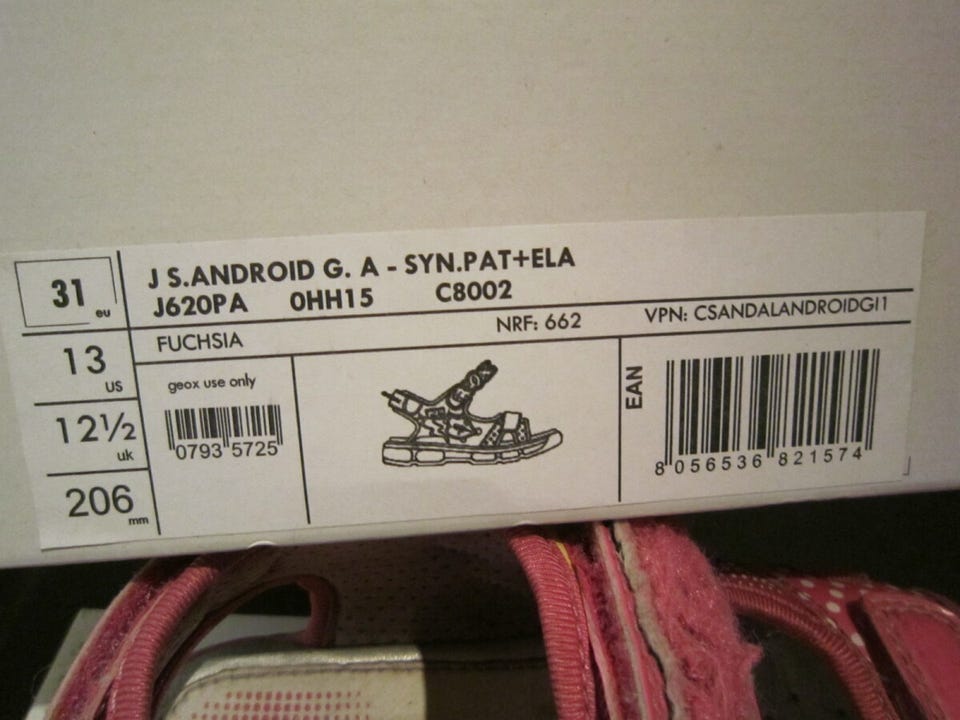 31 eu
13 US
12½ uk
206 mm
J S.ANDROID G. A - SYN.PAT+ELA
J620PA 0HH15 C8002
FUCHSIA NRF: 662 VPN: CSANDALANDROIDGI1
geox use only
0793 5725
EAN
8 056536 821574